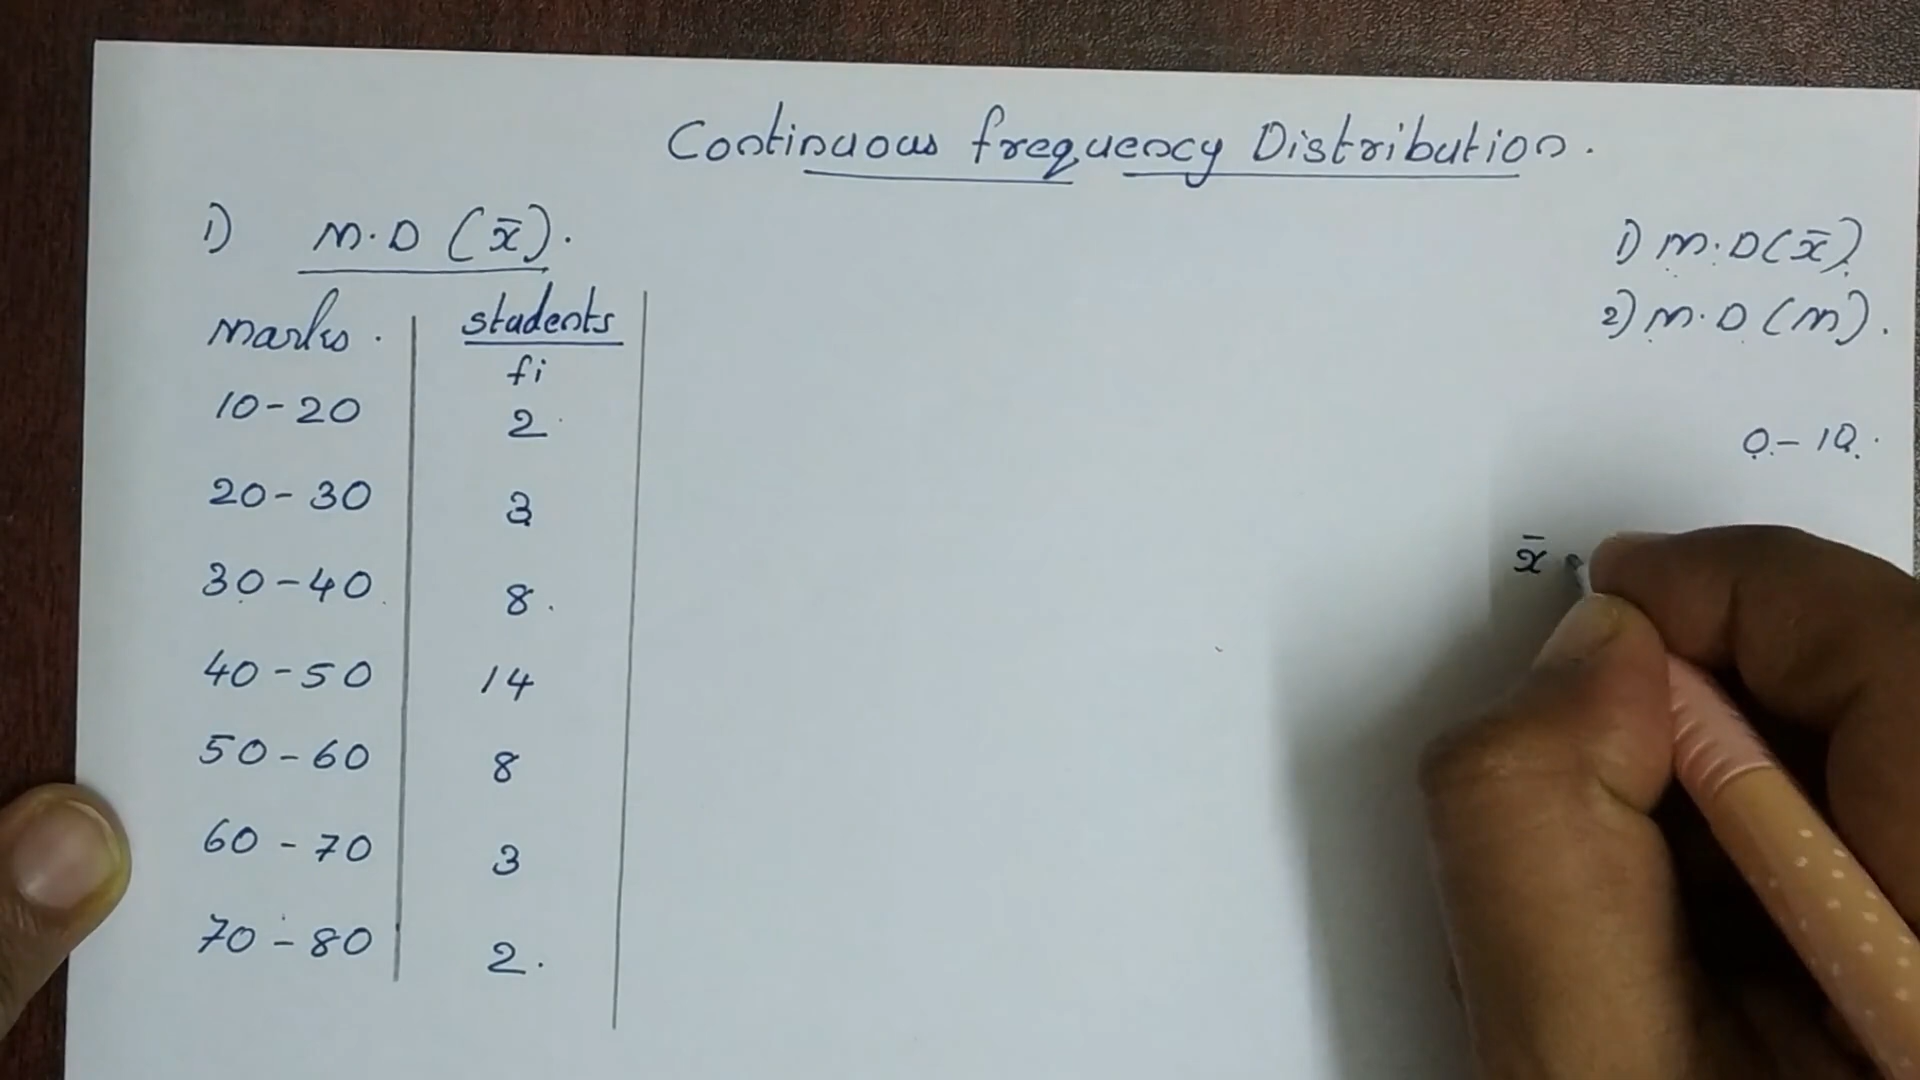 Continuous frequency Distribution.
1) M.D (x̄).
1) M.D(x̄)
2) M.D (M).
Marks. students
fi
10-20 2
0-10.
20-30 3
x̄
30-40 8
40-50 14
50-60 8
60-70 3
70-80 2.